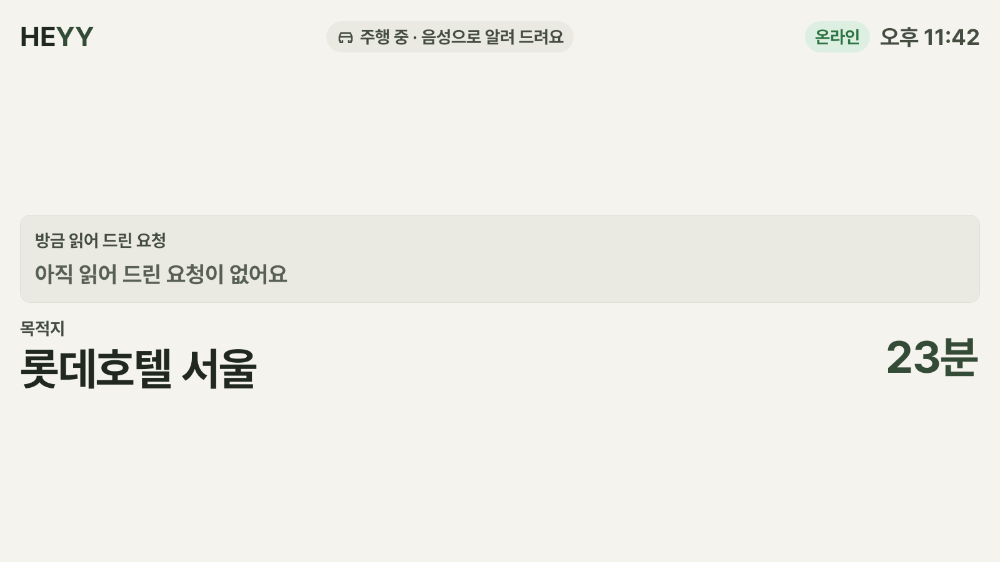 HEYY
주행 중 · 음성으로 알려 드려요
온라인
오후 11:42
방금 읽어 드린 요청
아직 읽어 드린 요청이 없어요
목적지
롯데호텔 서울
23분